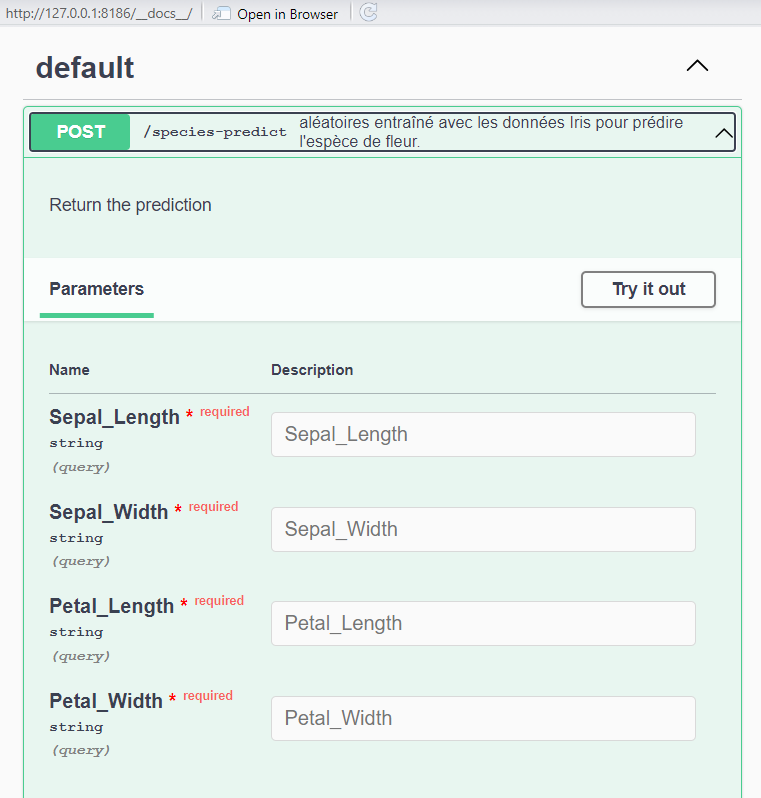 http://127.0.0.1:8186/__docs__/ Open in Browser
default
POST /species-predict aléatoires entraîné avec les données Iris pour prédire
l'espèce de fleur.
Return the prediction
Parameters Try it out
Name Description
Sepal_Length * required
string
(query)
Sepal_Length
Sepal_Width * required
string
(query)
Sepal_Width
Petal_Length * required
string
(query)
Petal_Length
Petal_Width * required
string
(query)
Petal_Width